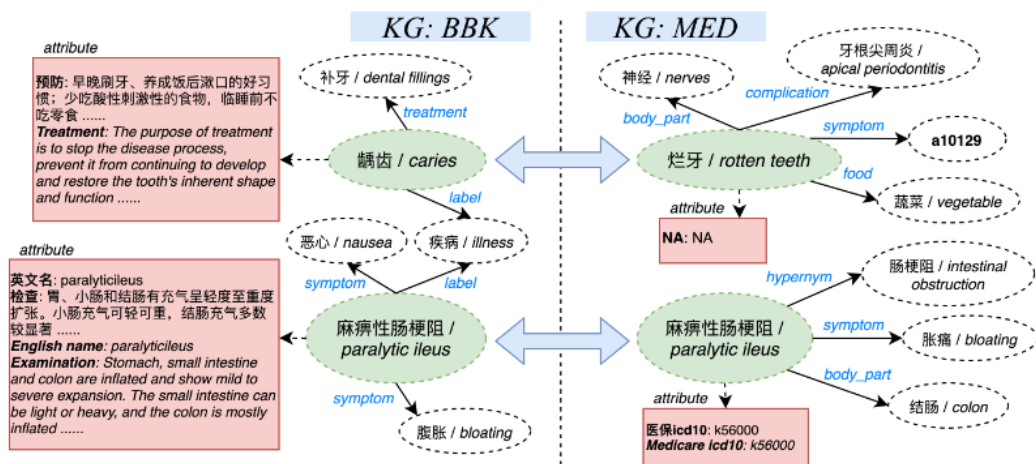 KG: BBK
KG: MED
attribute
预防: 早晚刷牙、养成饭后漱口的好习
惯；少吃酸性刺激性的食物，临睡前不
吃零食 ......
Treatment: The purpose of treatment
is to stop the disease process,
prevent it from continuing to develop
and restore the tooth's inherent shape
and function ......
补牙 / dental fillings
treatment
龋齿 / caries
label
恶心 / nausea
疾病 / illness
symptom
label
attribute
英文名: paralyticileus
检查: 胃、小肠和结肠有充气呈轻度至重度
扩张。小肠充气可轻可重，结肠充气多数
较显著 ......
English name: paralyticileus
Examination: Stomach, small intestine
and colon are inflated and show mild to
severe expansion. The small intestine can
be light or heavy, and the colon is mostly
inflated ......
麻痹性肠梗阻 /
paralytic ileus
symptom
腹胀 / bloating
神经 / nerves
body_part
complication
牙根尖周炎 /
apical periodontitis
烂牙 / rotten teeth
symptom
a10129
food
蔬菜 / vegetable
attribute
NA: NA
hypernym
肠梗阻 / intestinal
obstruction
麻痹性肠梗阻 /
paralytic ileus
symptom
胀痛 / bloating
body_part
结肠 / colon
attribute
医保icd10: k56000
Medicare icd10: k56000